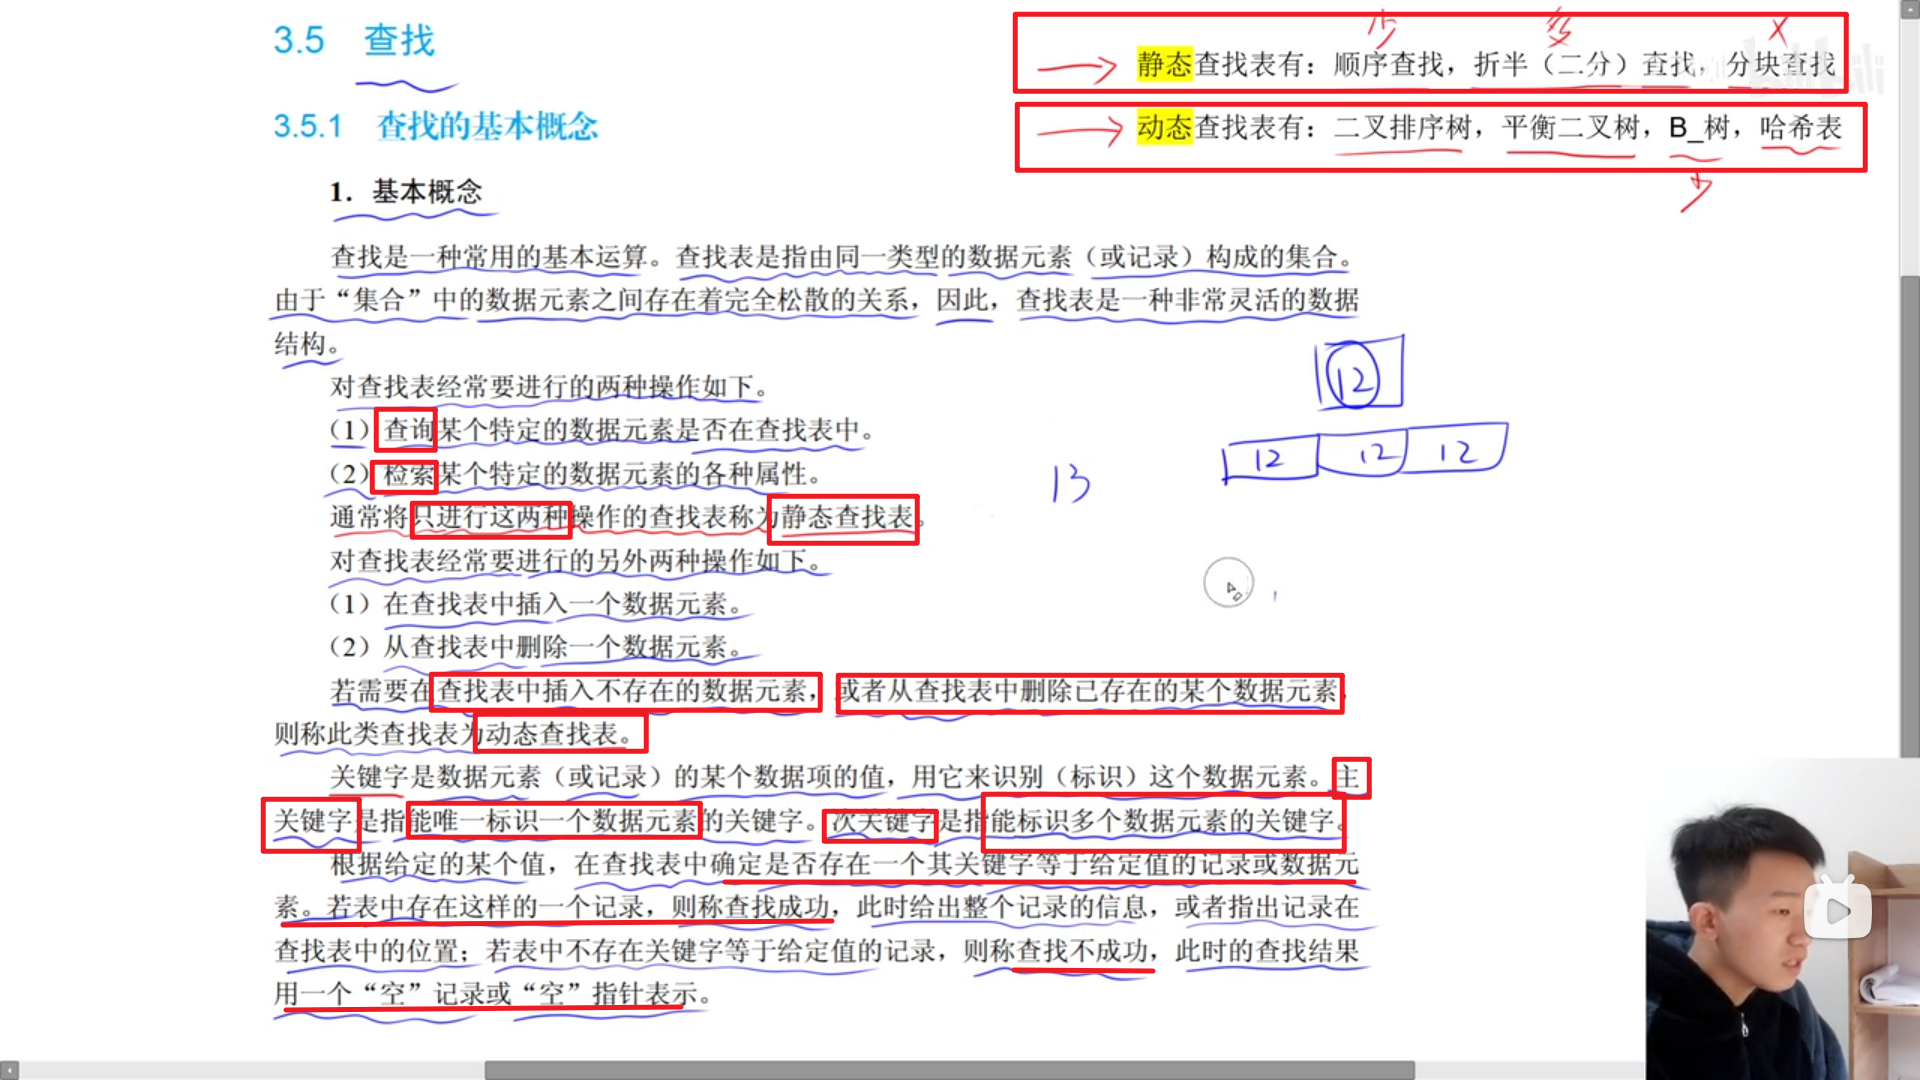 3.5 查找
少 多 X
静态查找表有：顺序查找，折半（二分）查找，分块查找
3.5.1 查找的基本概念
动态查找表有：二叉排序树，平衡二叉树，B_树，哈希表
少
1．基本概念
查找是一种常用的基本运算。查找表是指由同一类型的数据元素（或记录）构成的集合。
由于“集合”中的数据元素之间存在着完全松散的关系，因此，查找表是一种非常灵活的数据
结构。
对查找表经常要进行的两种操作如下。
（1）查询某个特定的数据元素是否在查找表中。
（2）检索某个特定的数据元素的各种属性。
通常将只进行这两种操作的查找表称为静态查找表。
12
12 12 12
13
对查找表经常要进行的另外两种操作如下。
（1）在查找表中插入一个数据元素。
（2）从查找表中删除一个数据元素。
若需要在查找表中插入不存在的数据元素，或者从查找表中删除已存在的某个数据元素，
则称此类查找表为动态查找表。
关键字是数据元素（或记录）的某个数据项的值，用它来识别（标识）这个数据元素。主
关键字是指能唯一标识一个数据元素的关键字。次关键字是指能标识多个数据元素的关键字。
根据给定的某个值，在查找表中确定是否存在一个其关键字等于给定值的记录或数据元
素。若表中存在这样的一个记录，则称查找成功，此时给出整个记录的信息，或者指出记录在
查找表中的位置；若表中不存在关键字等于给定值的记录，则称查找不成功，此时的查找结果
用一个“空”记录或“空”指针表示。